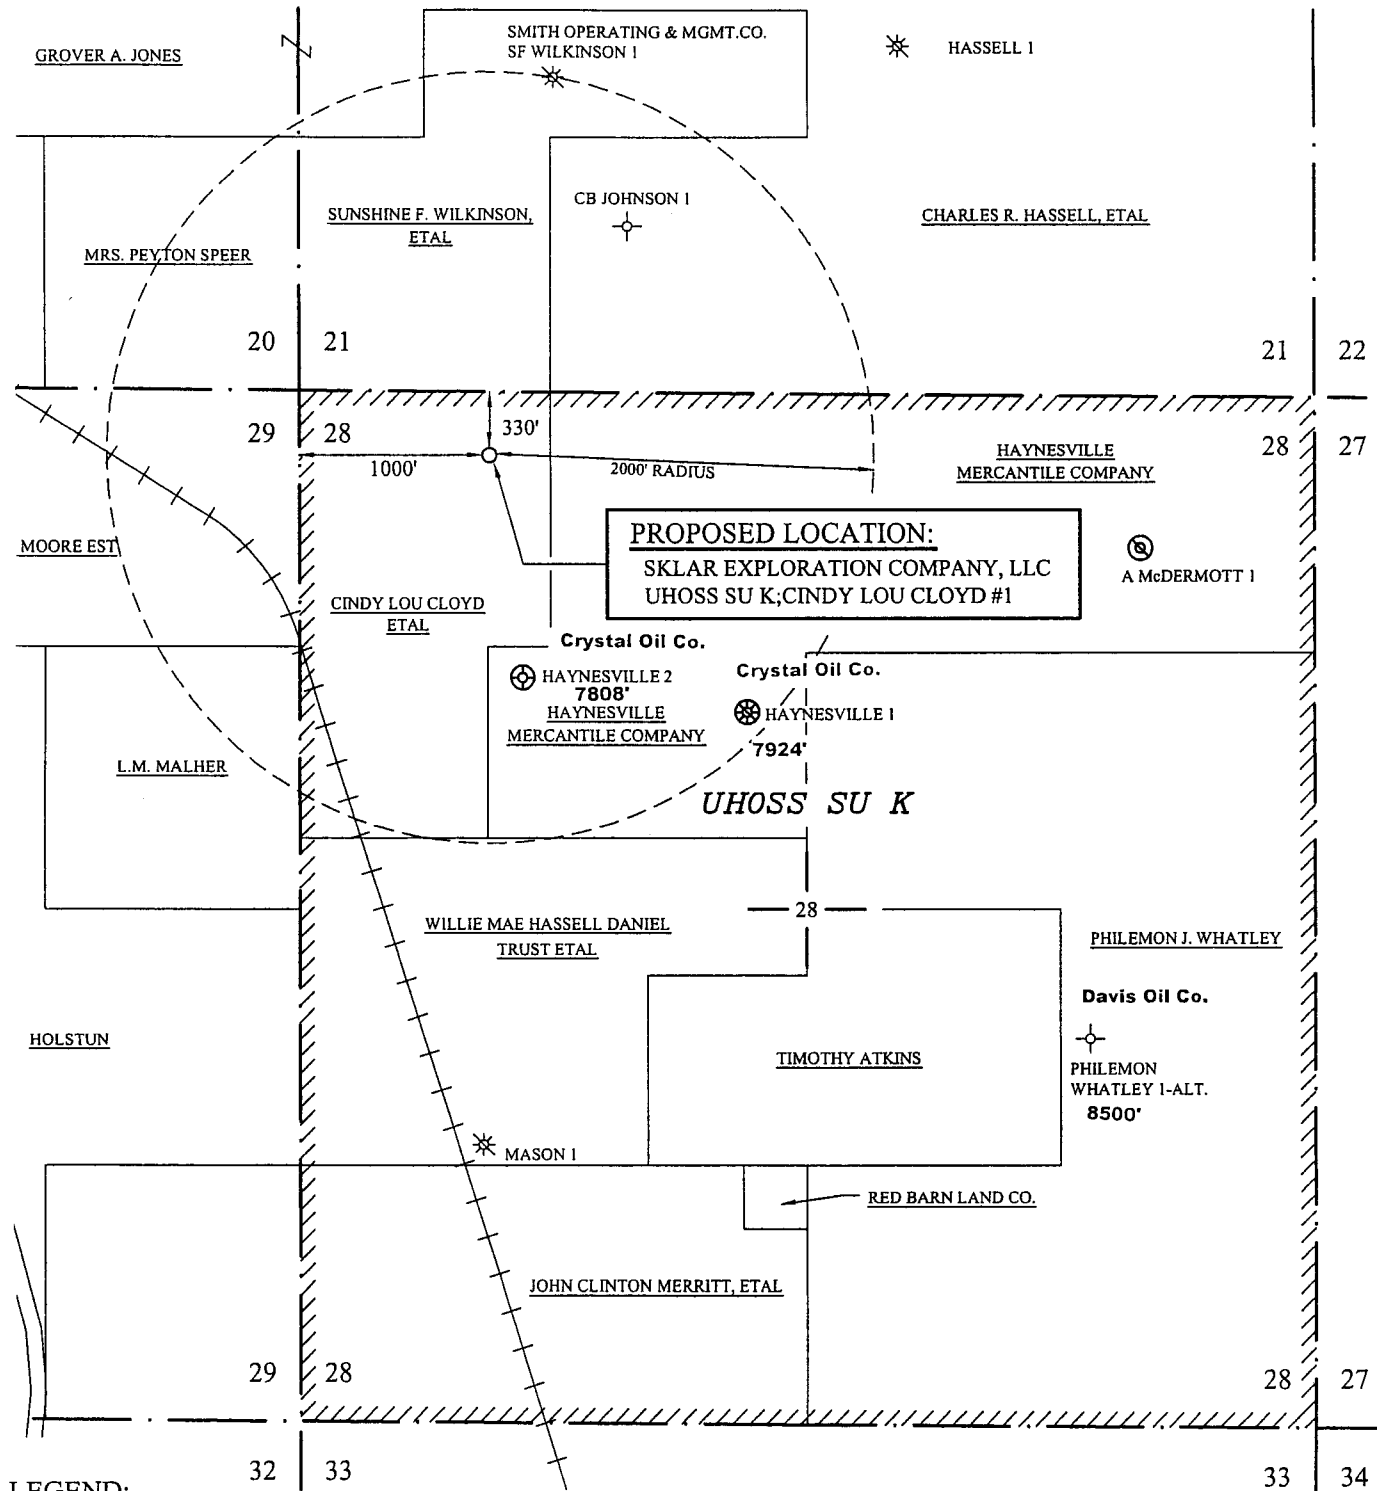 GROVER A. JONES
SMITH OPERATING & MGMT.CO.
SF WILKINSON 1
HASSELL 1
SUNSHINE F. WILKINSON,
ETAL
CB JOHNSON 1
CHARLES R. HASSELL, ETAL
MRS. PEYTON SPEER
20 21
21 22
29 28
330'
1000'
2000' RADIUS
HAYNESVILLE
MERCANTILE COMPANY
28 27
MOORE EST
PROPOSED LOCATION:
SKLAR EXPLORATION COMPANY, LLC
UHOSS SU K;CINDY LOU CLOYD #1
A McDERMOTT 1
CINDY LOU CLOYD
ETAL
Crystal Oil Co.
HAYNESVILLE 2
7808'
HAYNESVILLE
MERCANTILE COMPANY
Crystal Oil Co.
HAYNESVILLE 1
7924'
L.M. MALHER
UHOSS SU K
28
WILLIE MAE HASSELL DANIEL
TRUST ETAL
PHILEMON J. WHATLEY
Davis Oil Co.
HOLSTUN
TIMOTHY ATKINS
PHILEMON
WHATLEY 1-ALT.
8500'
MASON 1
RED BARN LAND CO.
JOHN CLINTON MERRITT, ETAL
29 28
28 27
32 33
33 34
LEGEND: